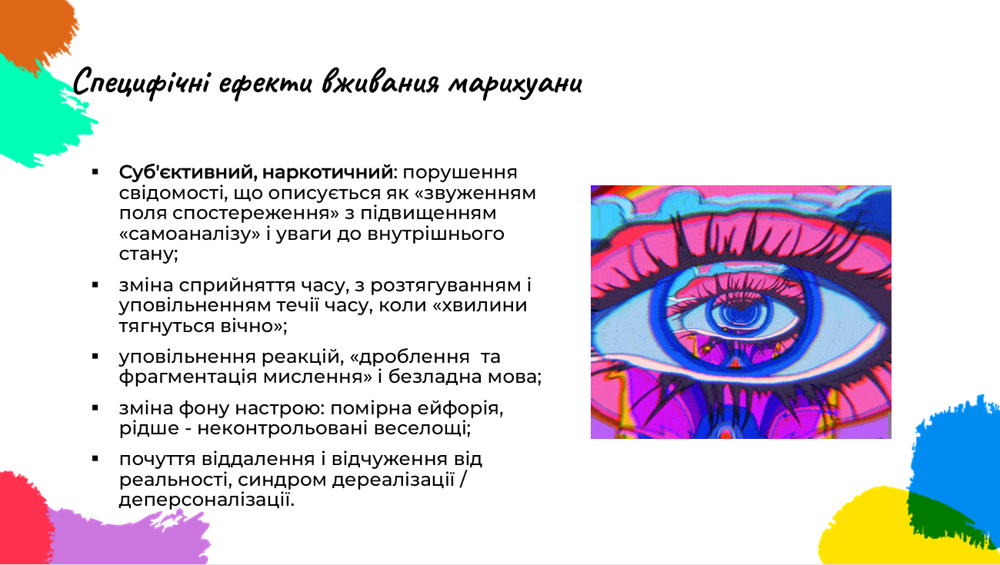 Специфічні ефекти вживання марихуани
▪ Суб'єктивний, наркотичний: порушення
свідомості, що описується як «звуженням
поля спостереження» з підвищенням
«самоаналізу» і уваги до внутрішнього
стану;
▪ зміна сприйняття часу, з розтягуванням і
уповільненням течії часу, коли «хвилини
тягнуться вічно»;
▪ уповільнення реакцій, «дроблення та
фрагментація мислення» і безладна мова;
▪ зміна фону настрою: помірна ейфорія,
рідше - неконтрольовані веселощі;
▪ почуття віддалення і відчуження від
реальності, синдром дереалізації /
деперсоналізації.